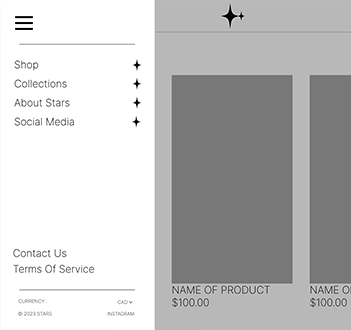 Shop
Collections
About Stars
Social Media
Contact Us
Terms Of Service
CURRENCY CAD
© 2023 STARS INSTAGRAM
NAME OF PRODUCT
$100.00
NAME O
$100.00